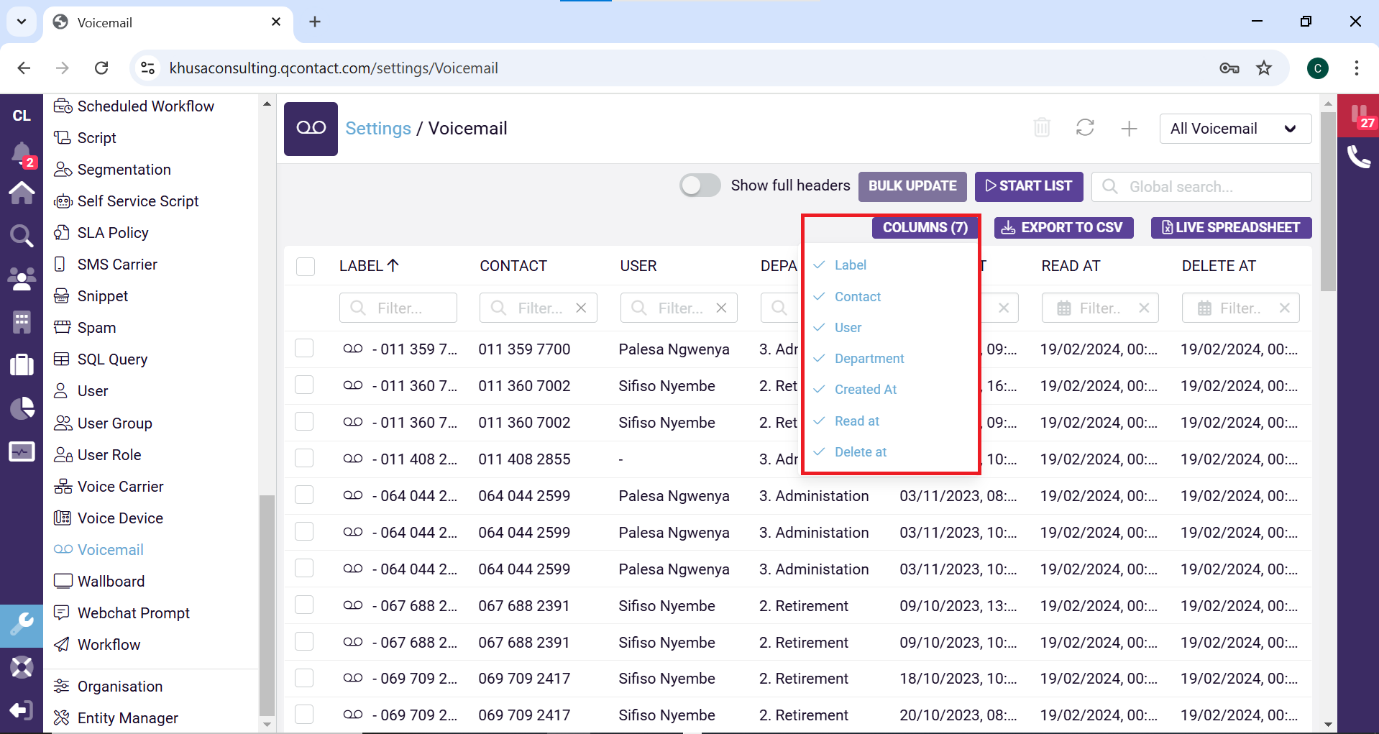 Voicemail
khusaconsulting.qcontact.com/settings/Voicemail
C
CL
2
27
Scheduled Workflow
Script
Segmentation
Self Service Script
SLA Policy
SMS Carrier
Snippet
Spam
SQL Query
User
User Group
User Role
Voice Carrier
Voice Device
Voicemail
Wallboard
Webchat Prompt
Workflow
Organisation
Entity Manager
Settings / Voicemail
All Voicemail
Show full headers BULK UPDATE START LIST Global search...
COLUMNS (7) EXPORT TO CSV LIVE SPREADSHEET
Label
Contact
User
Department
Created At
Read at
Delete at
LABEL CONTACT USER DEPA T READ AT DELETE AT
Filter... Filter... Filter... Filter.. Filter..
- 011 359 7... 011 359 7700 Palesa Ngwenya 3. Adr , 09:... 19/02/2024, 00:... 19/02/2024, 00:...
- 011 360 7... 011 360 7002 Sifiso Nyembe 2. Ret , 16:... 19/02/2024, 00:... 19/02/2024, 00:...
- 011 360 7... 011 360 7002 Sifiso Nyembe 2. Ret , 09:... 19/02/2024, 00:... 19/02/2024, 00:...
- 011 408 2... 011 408 2855 - 3. Adr , 10:... 19/02/2024, 00:... 19/02/2024, 00:...
- 064 044 2... 064 044 2599 Palesa Ngwenya 3. Administation 03/11/2023, 08:... 19/02/2024, 00:... 19/02/2024, 00:...
- 064 044 2... 064 044 2599 Palesa Ngwenya 3. Administation 03/11/2023, 10:... 19/02/2024, 00:... 19/02/2024, 00:...
- 064 044 2... 064 044 2599 Palesa Ngwenya 3. Administation 03/11/2023, 10:... 19/02/2024, 00:... 19/02/2024, 00:...
- 067 688 2... 067 688 2391 Sifiso Nyembe 2. Retirement 09/10/2023, 13:... 19/02/2024, 00:... 19/02/2024, 00:...
- 067 688 2... 067 688 2391 Sifiso Nyembe 2. Retirement 09/10/2023, 10:... 19/02/2024, 00:... 19/02/2024, 00:...
- 069 709 2... 069 709 2417 Sifiso Nyembe 2. Retirement 18/10/2023, 10:... 19/02/2024, 00:... 19/02/2024, 00:...
- 069 709 2... 069 709 2417 Sifiso Nyembe 2. Retirement 20/10/2023, 08:... 19/02/2024, 00:... 19/02/2024, 00:...